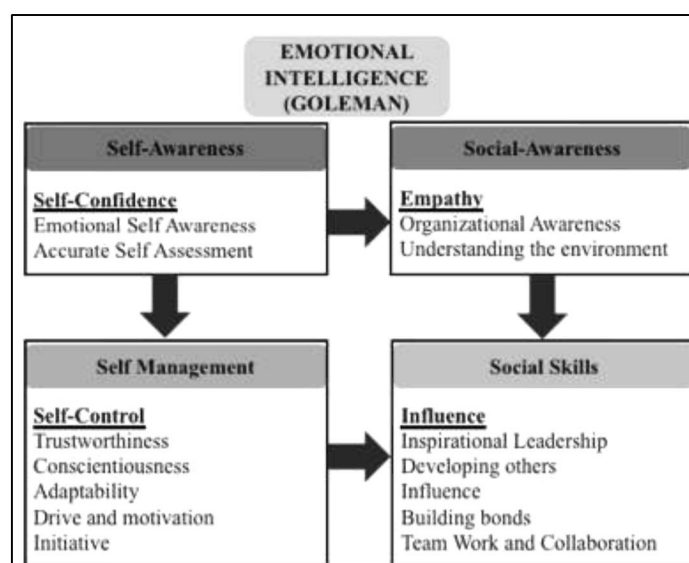 EMOTIONAL
INTELLIGENCE
(GOLEMAN)
Self-Awareness
Self-Confidence
Emotional Self Awareness
Accurate Self Assessment
Social-Awareness
Empathy
Organizational Awareness
Understanding the environment
Self Management
Self-Control
Trustworthiness
Conscientiousness
Adaptability
Drive and motivation
Initiative
Social Skills
Influence
Inspirational Leadership
Developing others
Influence
Building bonds
Team Work and Collaboration